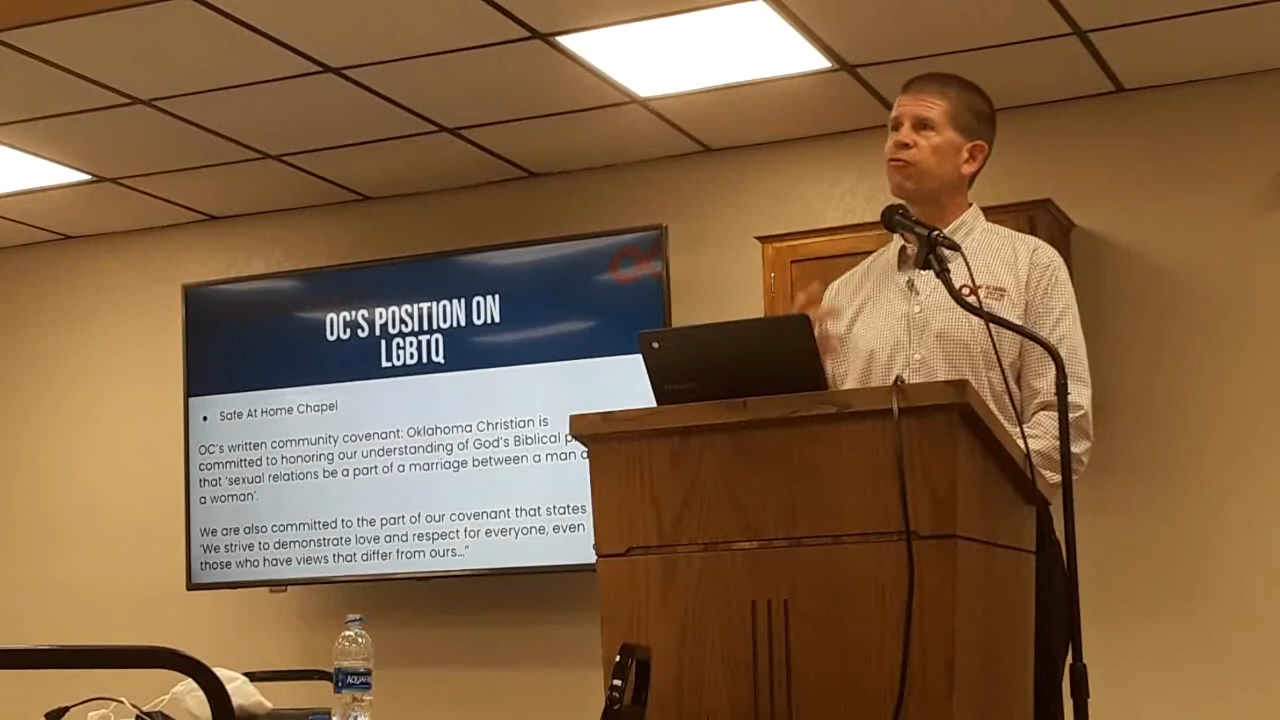 OC
OC'S POSITION ON
LGBTQ
• Safe At Home Chapel
OC's written community covenant: Oklahoma Christian is
committed to honoring our understanding of God's Biblical
that 'sexual relations be a part of a marriage between a man
a woman'.
We are also committed to the part of our covenant that states
'We strive to demonstrate love and respect for everyone, even
those who have views that differ from ours..."
OC
AQUAFINA